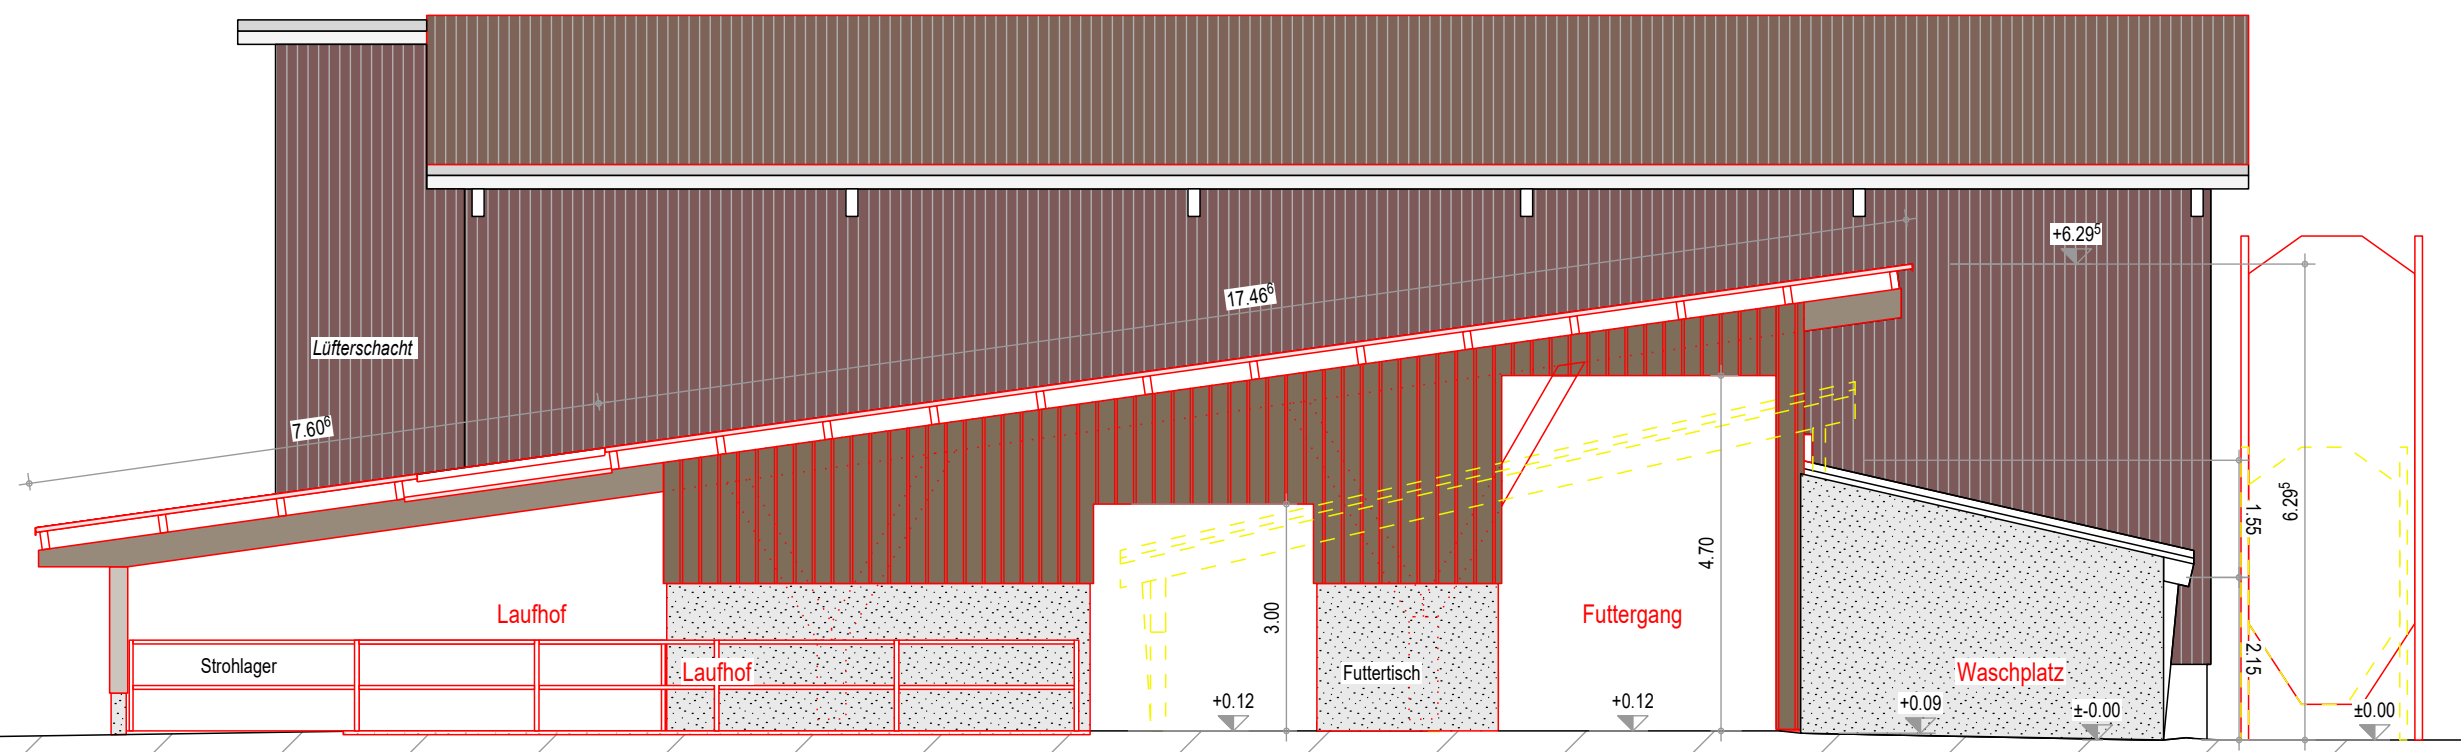 +6.29⁵
17.46⁶
Lüfterschacht
7.60⁶
6.29⁵
1.55
4.70
3.00
Laufhof
Futtergang
Strohlager
Laufhof
Futtertisch
Waschplatz
2.15
+0.12
+0.12
+0.09
±-0.00
±0.00